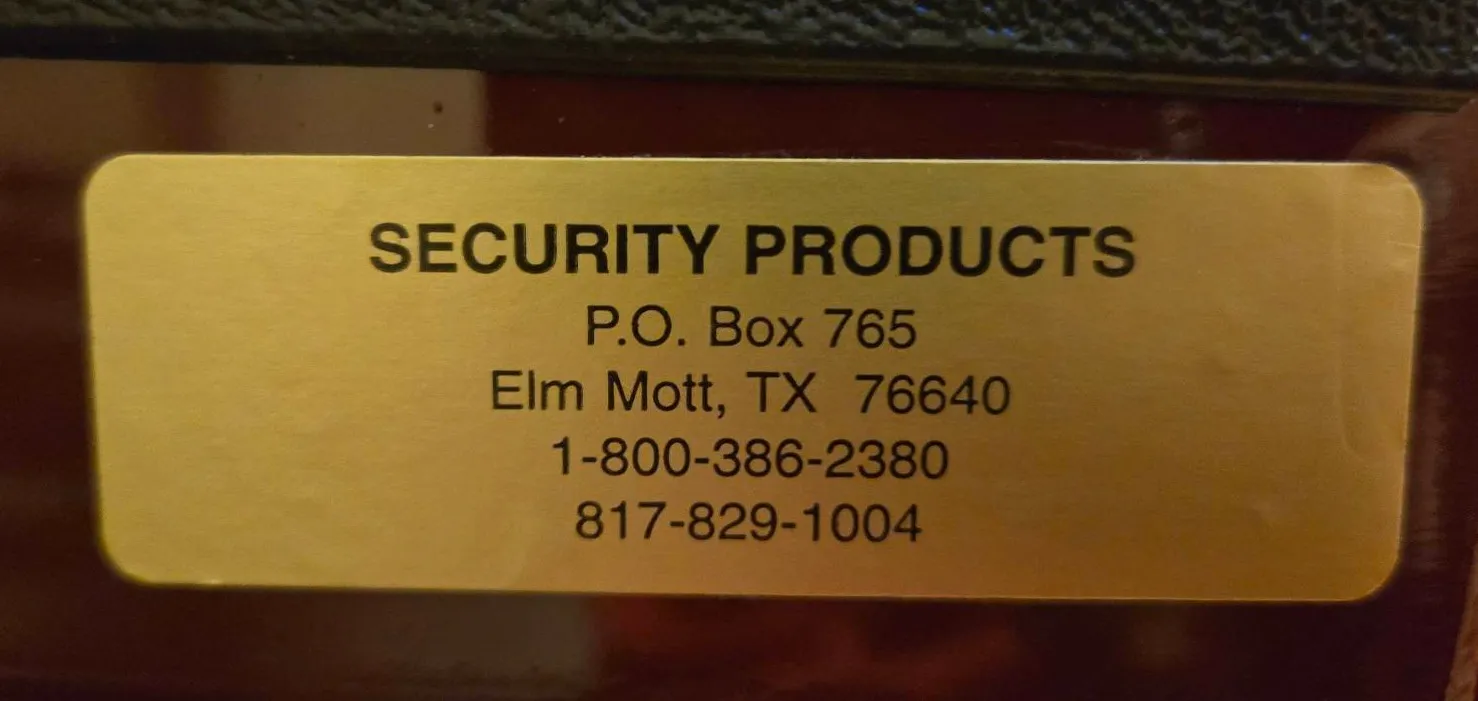 SECURITY PRODUCTS
P.O. Box 765
Elm Mott, TX 76640
1-800-386-2380
817-829-1004